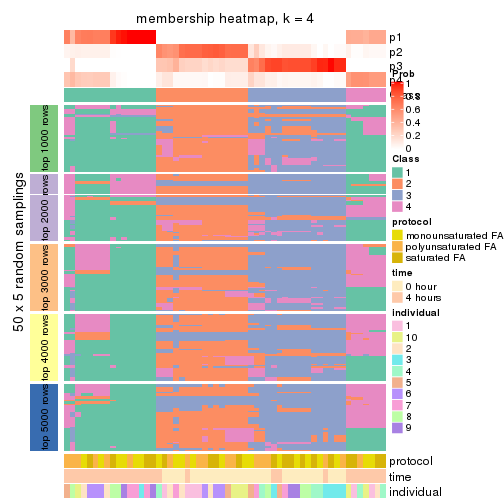 membership heatmap, k = 4
p1
p2
p3
p4
Prob
1
0.8
0.6
0.4
0.2
0
Class
1
2
3
4
protocol
monounsaturated FA
polyunsaturated FA
saturated FA
time
0 hour
4 hours
individual
1
10
2
3
4
5
6
7
8
9
50 x 5 random samplings
top 1000 rows
top 2000 rows
top 3000 rows
top 4000 rows
top 5000 rows
protocol
time
individual